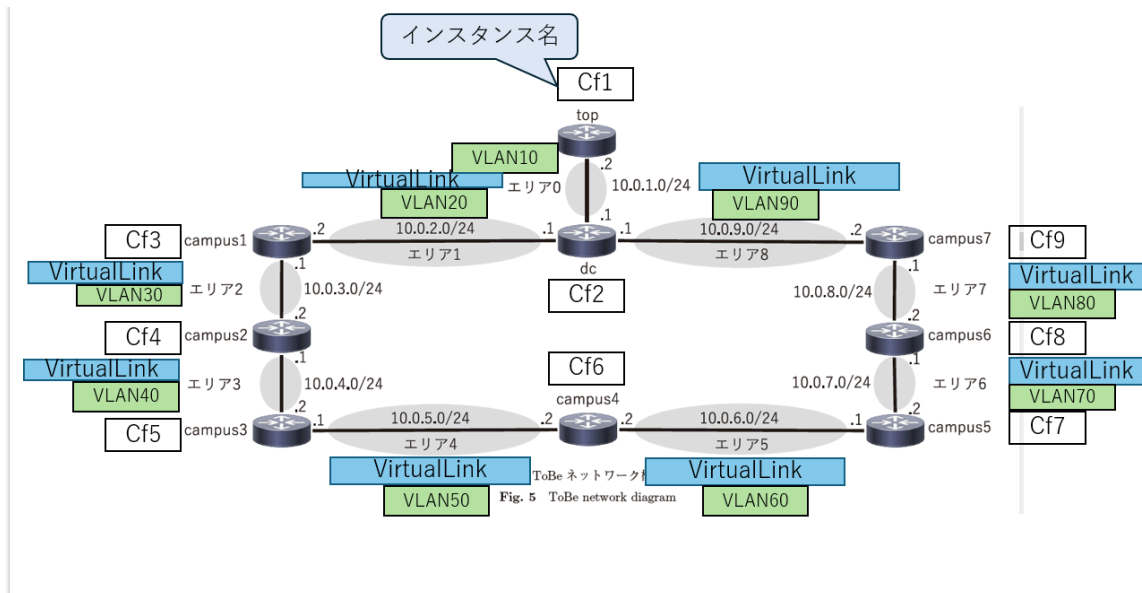 インスタンス名
Cf1
top
VLAN10
.2
VirtualLink
エリア0
10.0.1.0/24
VirtualLink
VLAN20
VLAN90
.1
Cf3
campus1
.2
10.0.2.0/24
.1
.1
10.0.9.0/24
.2
campus7
Cf9
エリア1
dc
エリア8
VirtualLink
.1
Cf2
.1
VirtualLink
VLAN30
エリア2
10.0.3.0/24
10.0.8.0/24
エリア7
VLAN80
.2
.2
Cf4
campus2
Cf6
campus6
Cf8
VirtualLink
.1
.1
VirtualLink
VLAN40
エリア3
10.0.4.0/24
campus4
10.0.7.0/24
エリア6
VLAN70
.2
.2
Cf5
campus3
.1
10.0.5.0/24
.2
.2
10.0.6.0/24
.1
campus5
Cf7
エリア4
エリア5
VirtualLink
ToBe ネットワーク
VirtualLink
VLAN50
Fig. 5 ToBe network diagram
VLAN60